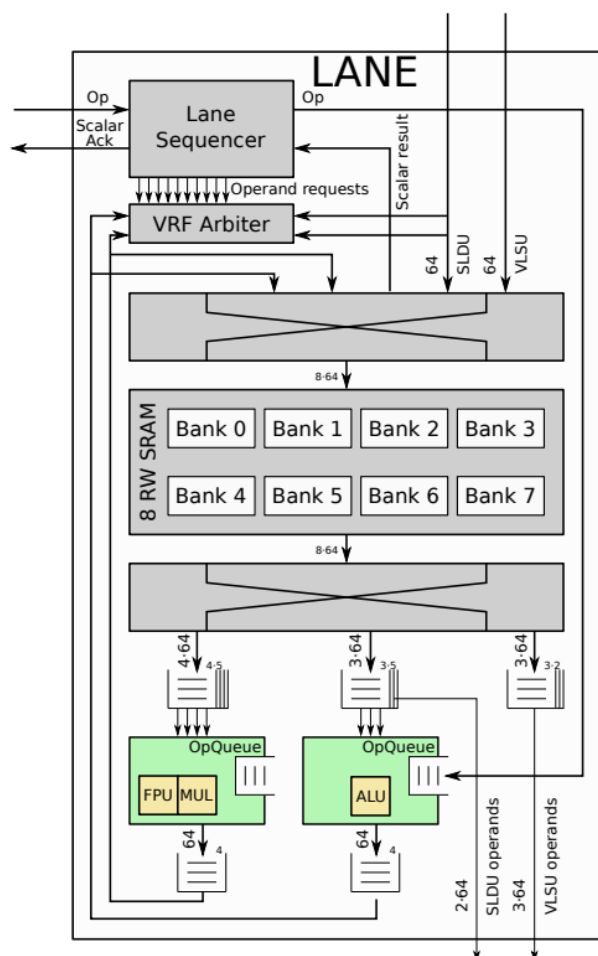 LANE
Op
Lane
Sequencer
Op
Scalar
Ack
Operand requests
Scalar result
VRF Arbiter
64
SLDU
64
VLSU
8·64
8 RW SRAM
Bank 0
Bank 1
Bank 2
Bank 3
Bank 4
Bank 5
Bank 6
Bank 7
8·64
4·64
3·64
3·64
4·5
3·5
3·2
OpQueue
OpQueue
FPU
MUL
ALU
64
4
64
4
2·64
SLDU operands
3·64
VLSU operands